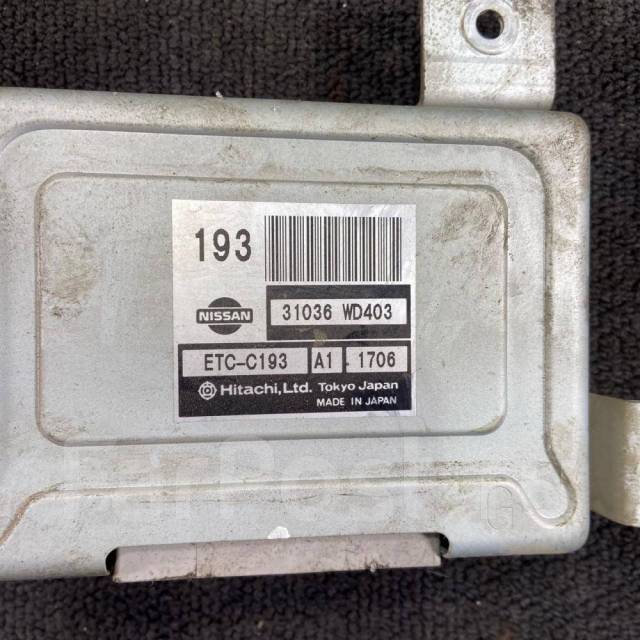 193
NISSAN
31036 WD403
ETC-C193 A1 1706
Hitachi, Ltd. Tokyo Japan
MADE IN JAPAN